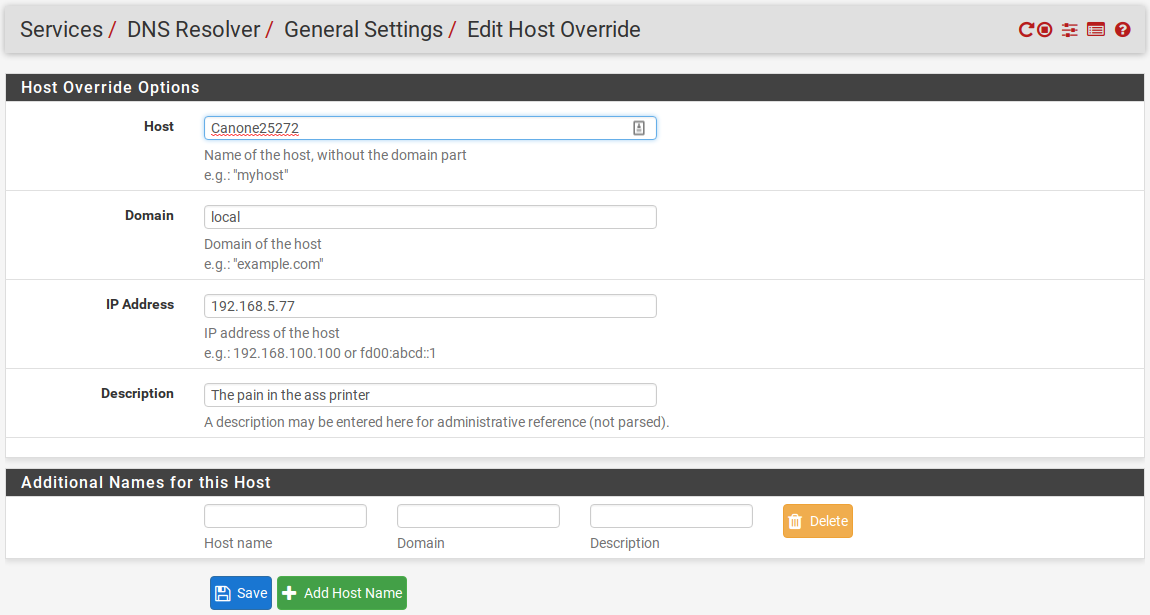 Services / DNS Resolver / General Settings / Edit Host Override
Host Override Options
Host
Canone25272
Name of the host, without the domain part
e.g.: "myhost"
Domain
local
Domain of the host
e.g.: "example.com"
IP Address
192.168.5.77
IP address of the host
e.g.: 192.168.100.100 or fd00:abcd::1
Description
The pain in the ass printer
A description may be entered here for administrative reference (not parsed).
Additional Names for this Host
Delete
Host name Domain Description
Save Add Host Name